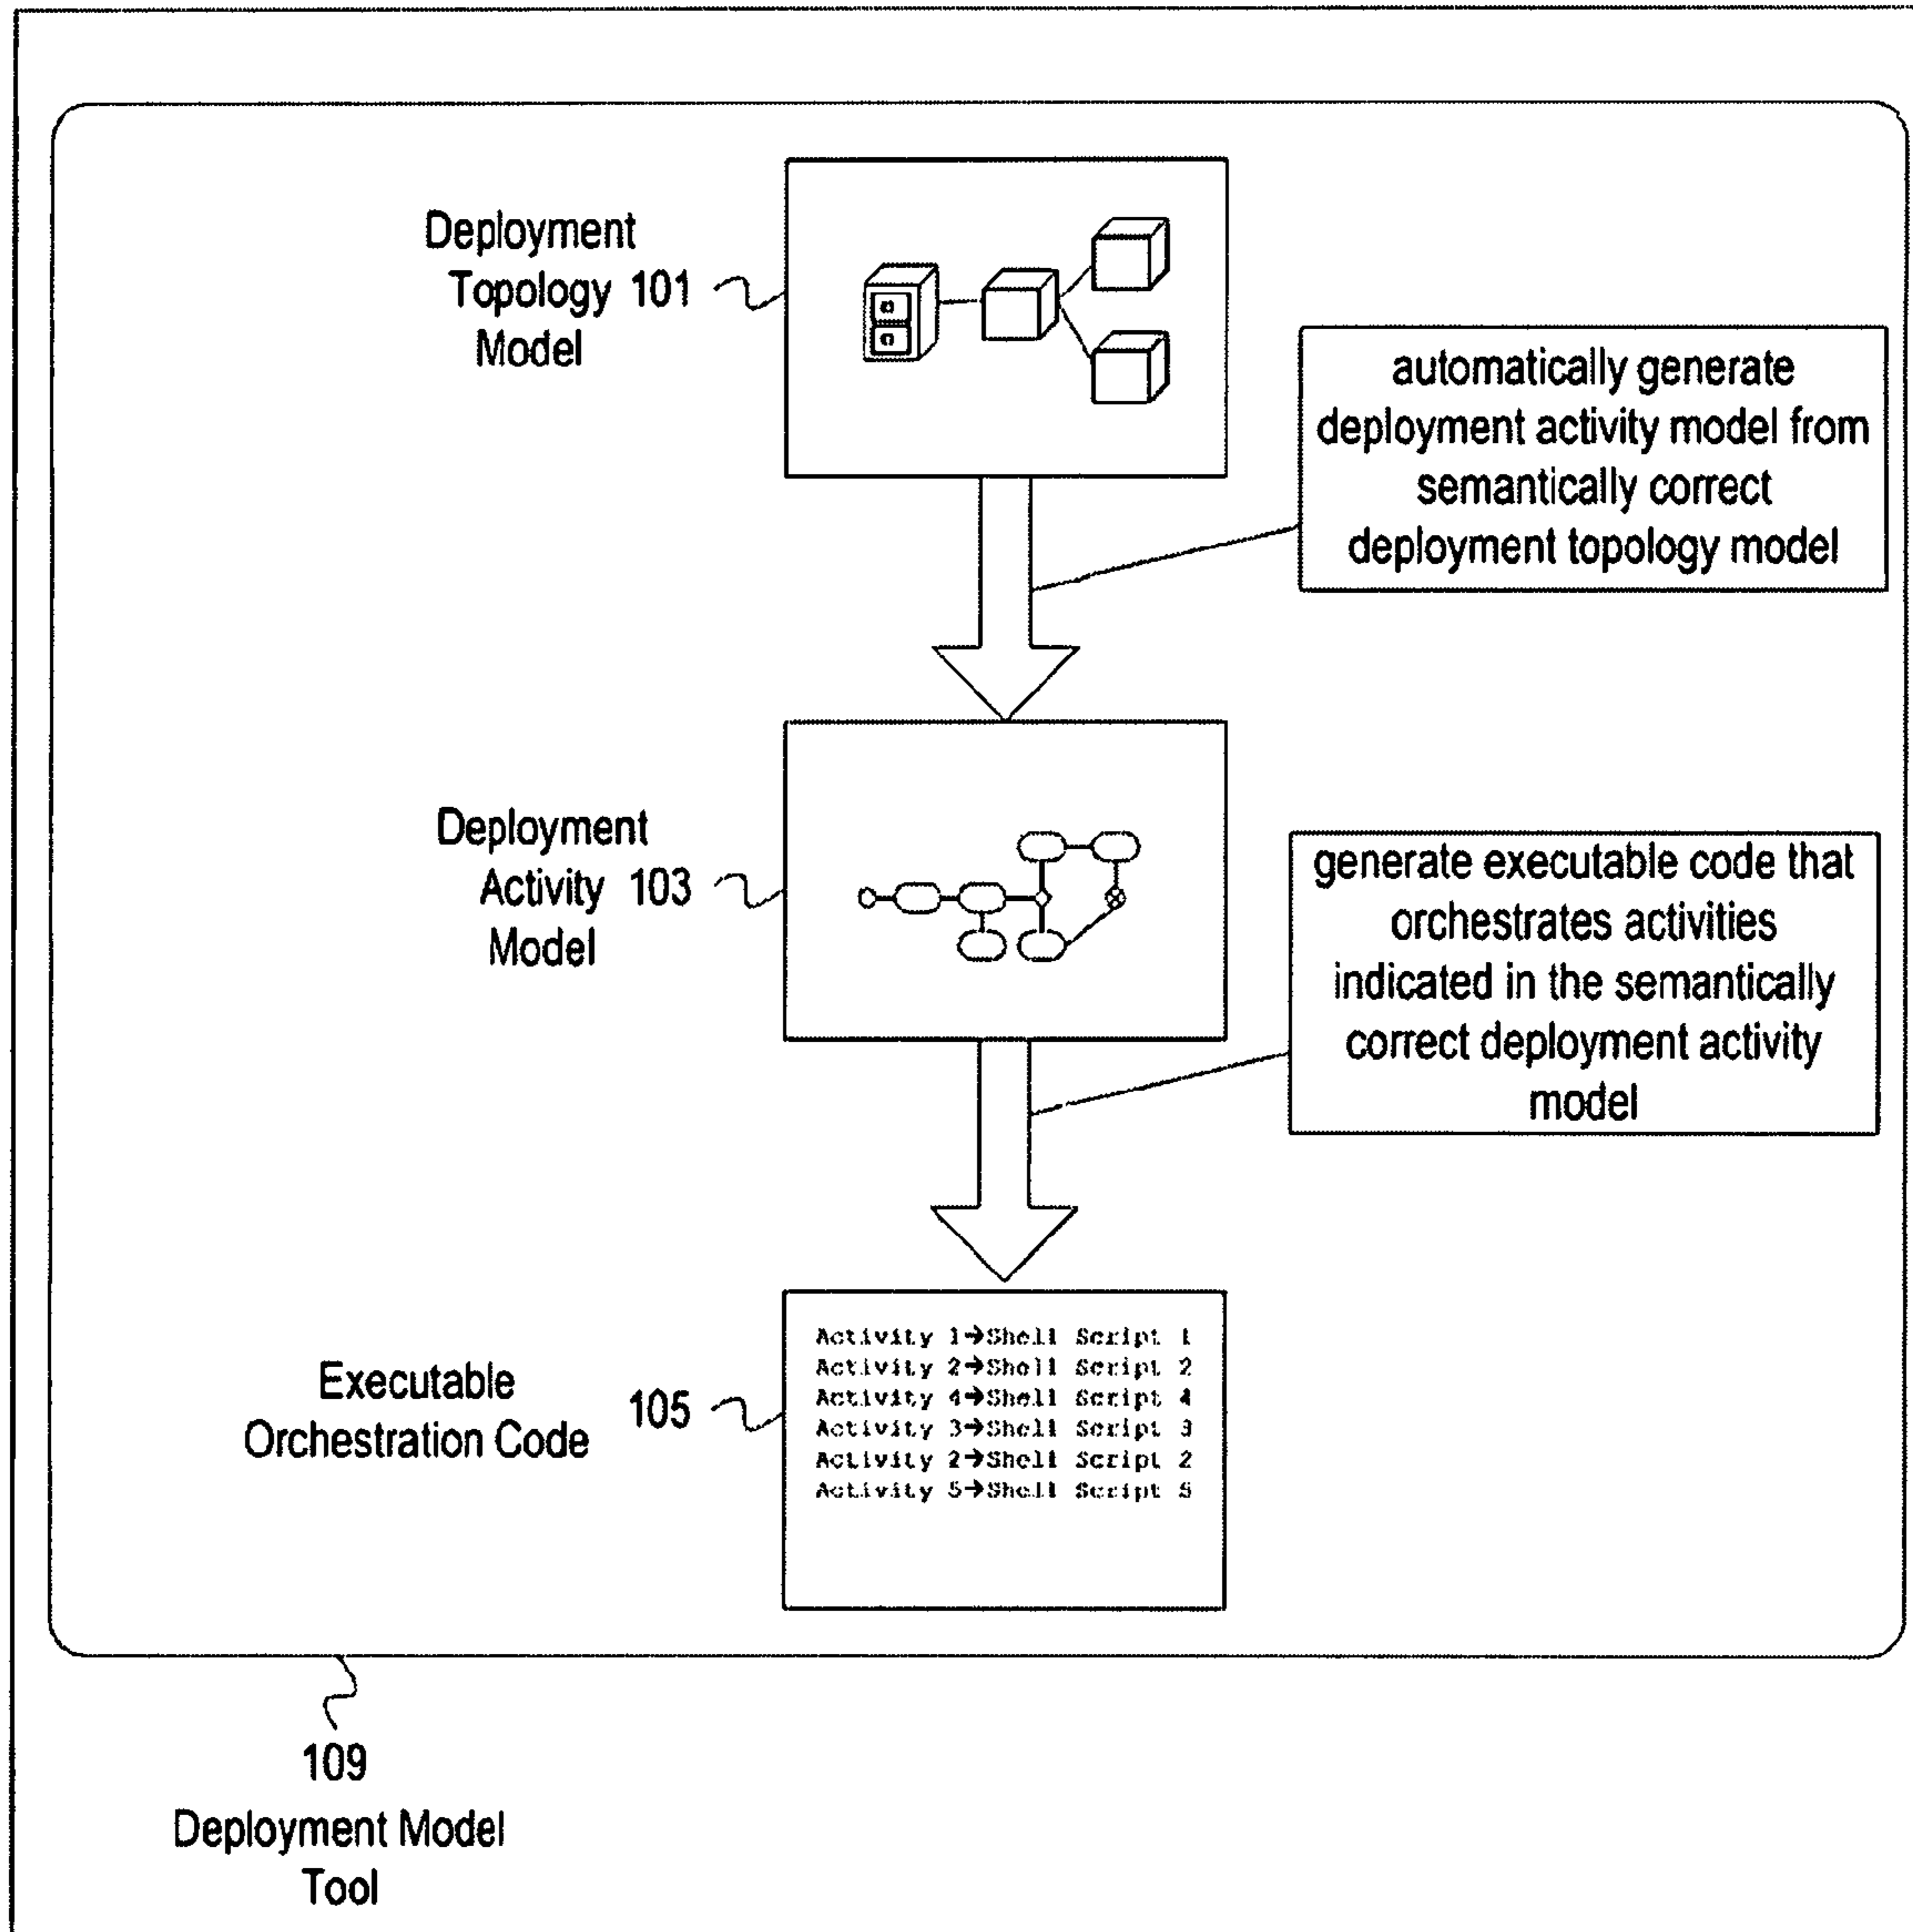 Deployment
Topology 101
Model
automatically generate
deployment activity model from
semantically correct
deployment topology model
Deployment
Activity 103
Model
generate executable code that
orchestrates activities
indicated in the semantically
correct deployment activity
model
Executable
Orchestration Code
105
Activity 1→Shell Script 1
Activity 2→Shell Script 2
Activity 4→Shell Script 4
Activity 3→Shell Script 3
Activity 2→Shell Script 2
Activity 5→Shell Script 5
109
Deployment Model
Tool